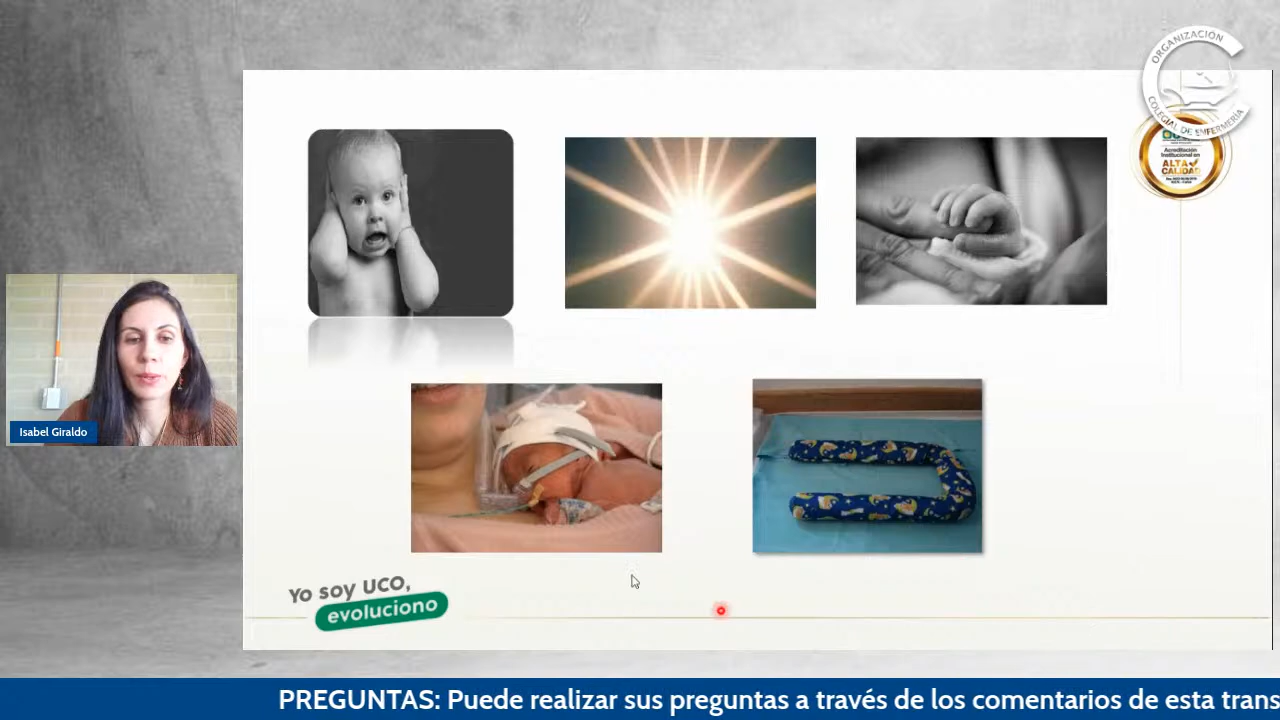 ORGANIZACIÓN
COLEGIAL DE ENFERMERÍA
Acreditación
Institucional en
ALTA
CALIDAD
Isabel Giraldo
Yo soy UCO,
evoluciono
PREGUNTAS: Puede realizar sus preguntas a través de los comentarios de esta trans